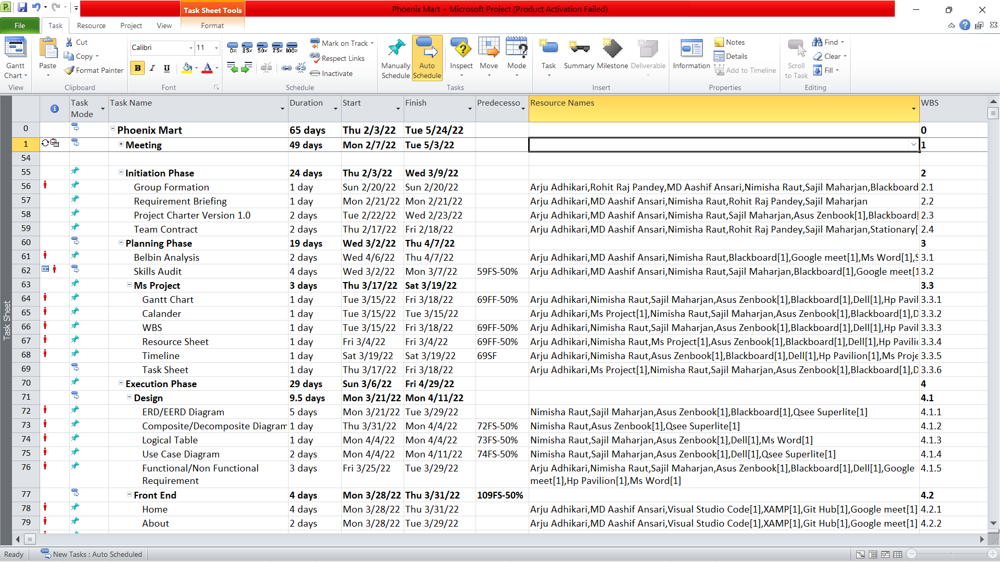 Task Sheet Tools
Phoenix Mart - Microsoft Project (Product Activation Failed)
File Task Resource Project View Format
Gantt Chart
View
Paste
Cut
Copy
Format Painter
Clipboard
Calibri 11
B I U A
Font
0% 25% 50% 75% 100%
Mark on Track
Respect Links
Inactivate
Schedule
Manually Schedule
Auto Schedule
Inspect
Move
Mode
Tasks
Task
Summary
Milestone
Deliverable
Insert
Information
Notes
Details
Add to Timeline
Properties
Scroll to Task
Find
Clear
Fill
Editing
Task Mode Task Name Duration Start Finish Predecesso Resource Names WBS
0 Phoenix Mart 65 days Thu 2/3/22 Tue 5/24/22 0
1 Meeting 49 days Mon 2/7/22 Tue 5/3/22 1
54
55 Initiation Phase 24 days Thu 2/3/22 Wed 3/9/22 2
56 Group Formation 1 day Sun 2/20/22 Sun 2/20/22 Arju Adhikari,Rohit Raj Pandey,MD Aashif Ansari,Nimisha Raut,Sajil Maharjan,Blackboard 2.1
57 Requirement Briefing 1 day Mon 2/21/22 Mon 2/21/22 Arju Adhikari,MD Aashif Ansari,Nimisha Raut,Rohit Raj Pandey,Sajil Maharjan 2.2
58 Project Charter Version 1.0 2 days Tue 2/22/22 Wed 2/23/22 Arju Adhikari,MD Aashif Ansari,Nimisha Raut,Sajil Maharjan,Asus Zenbook[1],Blackboard[ 2.3
59 Team Contract 2 days Thu 2/17/22 Fri 2/18/22 Arju Adhikari,MD Aashif Ansari,Nimisha Raut,Rohit Raj Pandey,Sajil Maharjan,Stationary[ 2.4
60 Planning Phase 19 days Wed 3/2/22 Thu 4/7/22 3
61 Belbin Analysis 2 days Wed 4/6/22 Thu 4/7/22 Arju Adhikari,MD Aashif Ansari,Nimisha Raut,Blackboard[1],Google meet[1],Ms Word[1],S 3.1
62 Skills Audit 4 days Wed 3/2/22 Mon 3/7/22 59FS-50% Arju Adhikari,MD Aashif Ansari,Nimisha Raut,Sajil Maharjan,Blackboard[1],Google meet[1 3.2
63 Ms Project 3 days Thu 3/17/22 Sat 3/19/22 3.3
64 Gantt Chart 1 day Tue 3/15/22 Fri 3/18/22 69FF-50% Arju Adhikari,Nimisha Raut,Sajil Maharjan,Asus Zenbook[1],Blackboard[1],Dell[1],Hp Pavil 3.3.1
65 Calander 1 day Tue 3/15/22 Tue 3/15/22 Arju Adhikari,Ms Project[1],Nimisha Raut,Sajil Maharjan,Asus Zenbook[1],Blackboard[1],D 3.3.2
66 WBS 1 day Tue 3/15/22 Fri 3/18/22 69FF-50% Arju Adhikari,Nimisha Raut,Sajil Maharjan,Asus Zenbook[1],Blackboard[1],Dell[1],Hp Pavil 3.3.3
67 Resource Sheet 1 day Fri 3/4/22 Fri 3/4/22 69FF-50% Arju Adhikari,Nimisha Raut,Ms Project[1],Asus Zenbook[1],Blackboard[1],Dell[1],Hp Pavilic 3.3.4
68 Timeline 1 day Sat 3/19/22 Sat 3/19/22 69SF Arju Adhikari,Nimisha Raut,Asus Zenbook[1],Blackboard[1],Dell[1],Hp Pavilion[1],Ms Proje 3.3.5
69 Task Sheet 1 day Thu 3/17/22 Fri 3/18/22 Arju Adhikari,Ms Project[1],Nimisha Raut,Sajil Maharjan,Asus Zenbook[1],Blackboard[1],D 3.3.6
70 Execution Phase 29 days Sun 3/6/22 Fri 4/29/22 4
71 Design 9.5 days Mon 3/21/22 Mon 4/11/22 4.1
72 ERD/EERD Diagram 5 days Mon 3/21/22 Tue 3/29/22 Nimisha Raut,Sajil Maharjan,Asus Zenbook[1],Blackboard[1],Qsee Superlite[1] 4.1.1
73 Composite/Decomposite Diagram 1 day Thu 3/31/22 Mon 4/4/22 72FS-50% Nimisha Raut,Asus Zenbook[1],Qsee Superlite[1] 4.1.2
74 Logical Table 1 day Mon 4/4/22 Mon 4/4/22 73FS-50% Nimisha Raut,Sajil Maharjan,Asus Zenbook[1],Dell[1],Ms Word[1] 4.1.3
75 Use Case Diagram 2 days Mon 4/4/22 Mon 4/11/22 74FS-50% Nimisha Raut,Sajil Maharjan,Asus Zenbook[1],Dell[1],Qsee Superlite[1] 4.1.4
76 Functional/Non Functional 3 days Fri 3/25/22 Tue 3/29/22 Arju Adhikari,Nimisha Raut,Sajil Maharjan,Asus Zenbook[1],Blackboard[1],Dell[1],Google 4.1.5
Requirement meet[1],Hp Pavilion[1],Ms Word[1]
77 Front End 4 days Mon 3/28/22 Thu 3/31/22 109FS-50% 4.2
78 Home 4 days Mon 3/28/22 Thu 3/31/22 Arju Adhikari,MD Aashif Ansari,Visual Studio Code[1],XAMP[1],Git Hub[1],Google meet[1] 4.2.1
79 About 2 days Mon 3/28/22 Tue 3/29/22 Arju Adhikari,MD Aashif Ansari,Visual Studio Code[1],XAMP[1],Git Hub[1],Google meet[1] 4.2.2
Task Sheet
Ready New Tasks : Auto Scheduled